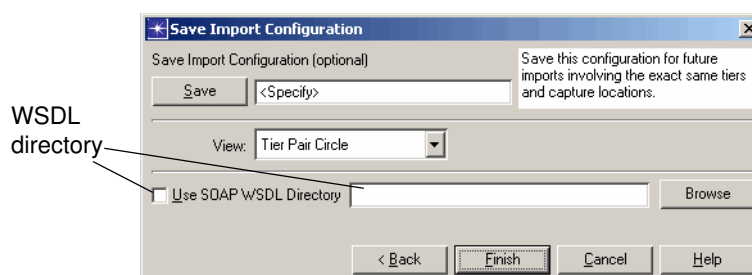 Save Import Configuration
Save Import Configuration (optional)
Save this configuration for future
imports involving the exact same tiers
and capture locations.
Save
<Specify>
WSDL
directory
View:
Tier Pair Circle
Use SOAP WSDL Directory
Browse
< Back
Finish
Cancel
Help